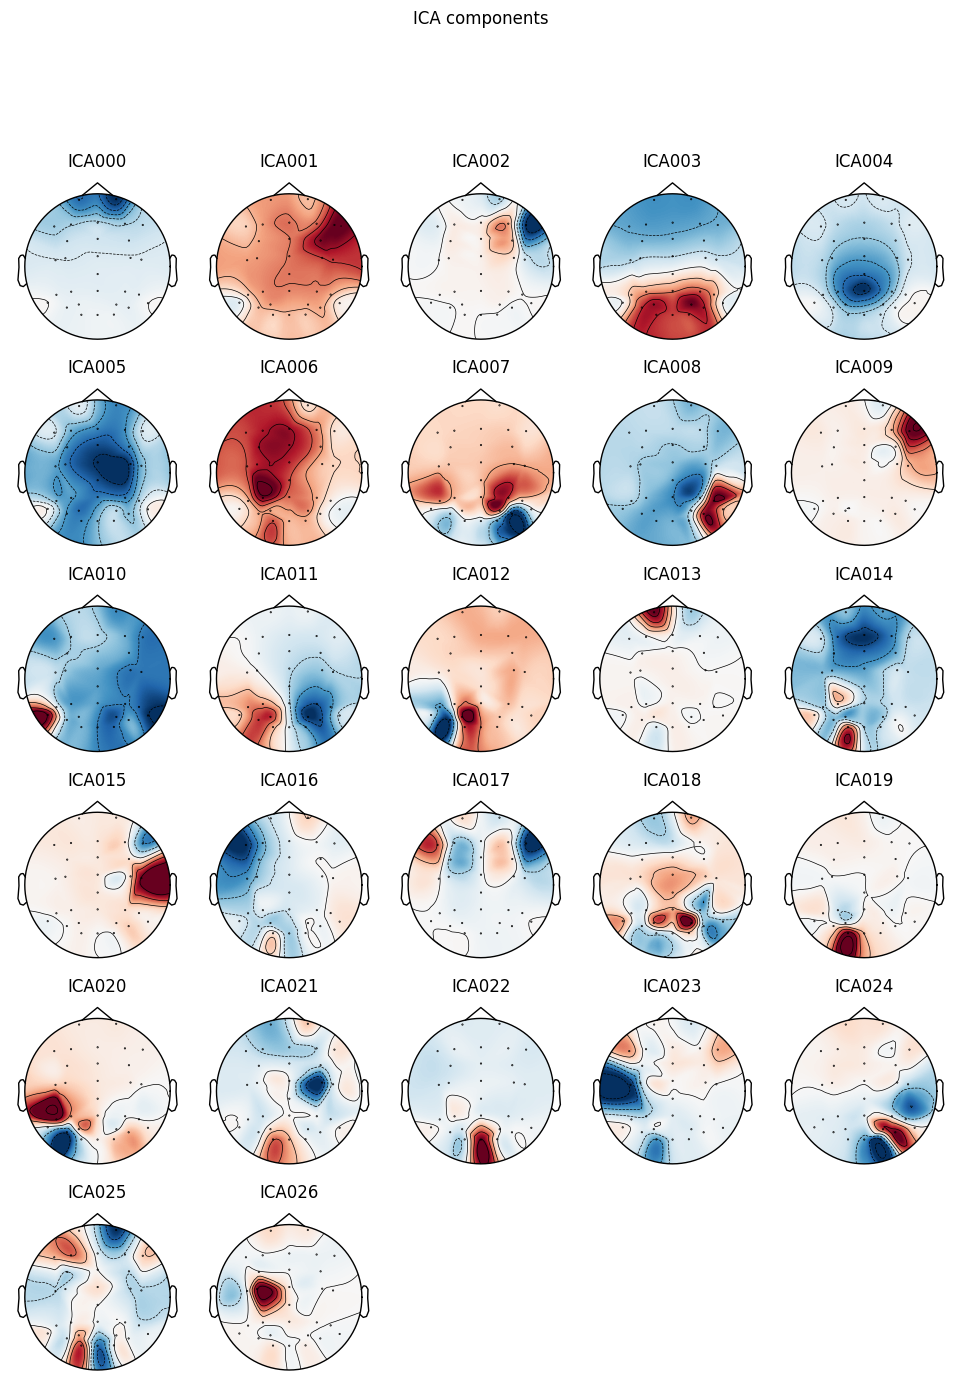 ICA components
ICA000 ICA001 ICA002 ICA003 ICA004
ICA005 ICA006 ICA007 ICA008 ICA009
ICA010 ICA011 ICA012 ICA013 ICA014
ICA015 ICA016 ICA017 ICA018 ICA019
ICA020 ICA021 ICA022 ICA023 ICA024
ICA025 ICA026